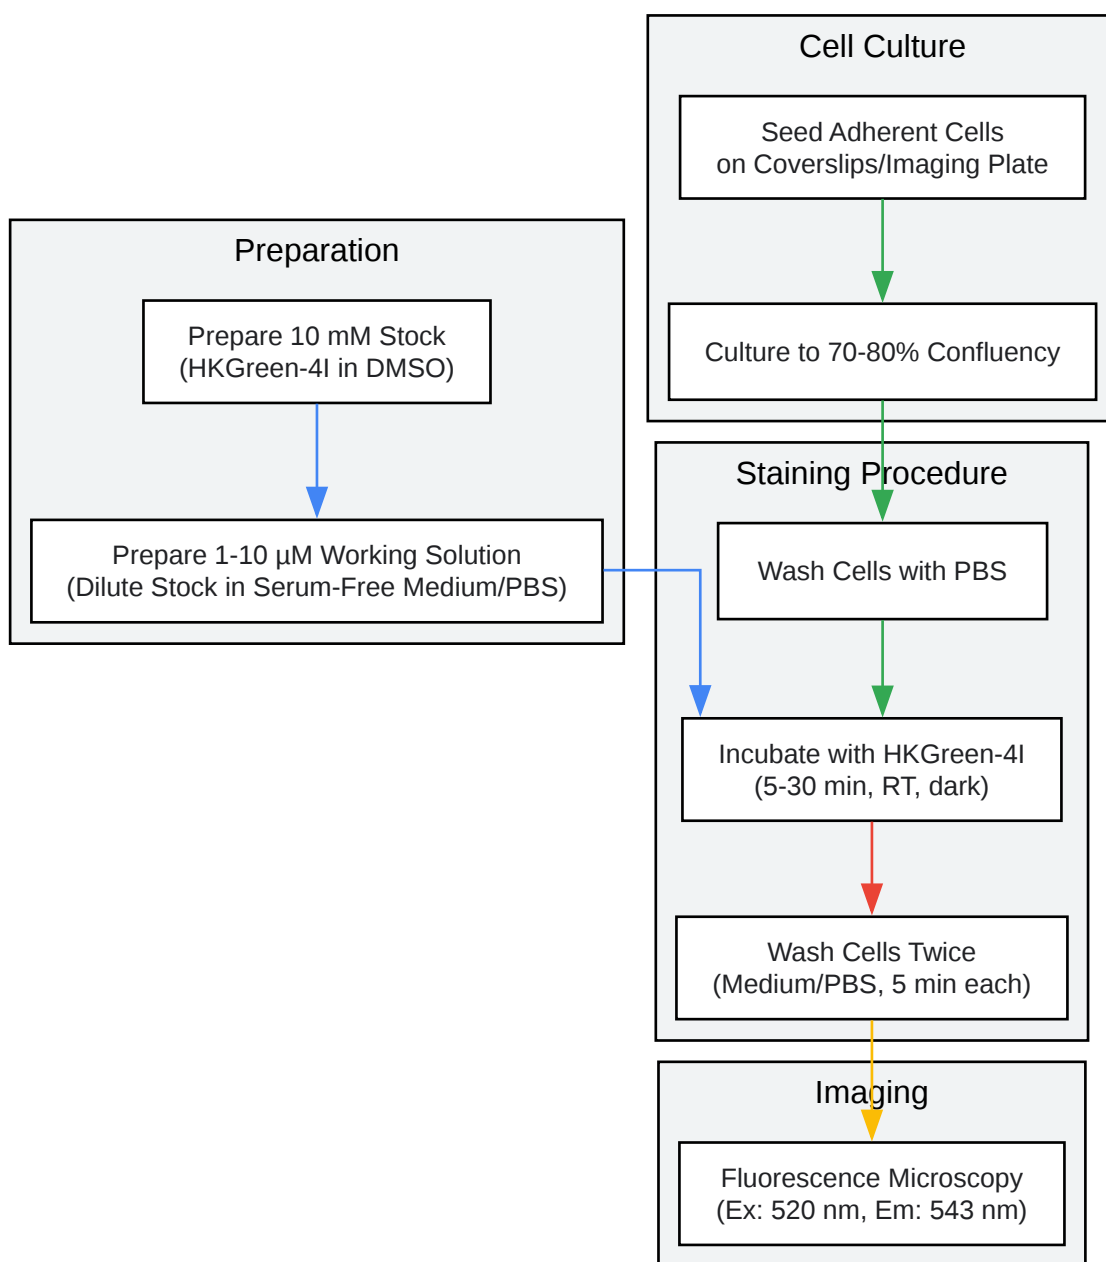 Cell Culture
Seed Adherent Cells
on Coverslips/Imaging Plate
Culture to 70-80% Confluency
Preparation
Prepare 10 mM Stock
(HKGreen-4I in DMSO)
Prepare 1-10 µM Working Solution
(Dilute Stock in Serum-Free Medium/PBS)
Staining Procedure
Wash Cells with PBS
Incubate with HKGreen-4I
(5-30 min, RT, dark)
Wash Cells Twice
(Medium/PBS, 5 min each)
Imaging
Fluorescence Microscopy
(Ex: 520 nm, Em: 543 nm)